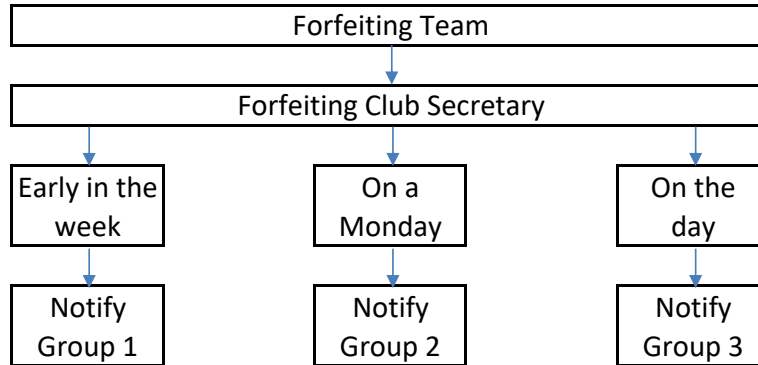 Forfeiting Team
Forfeiting Club Secretary
Early in the
week
On a
Monday
On the
day
Notify
Group 1
Notify
Group 2
Notify
Group 3